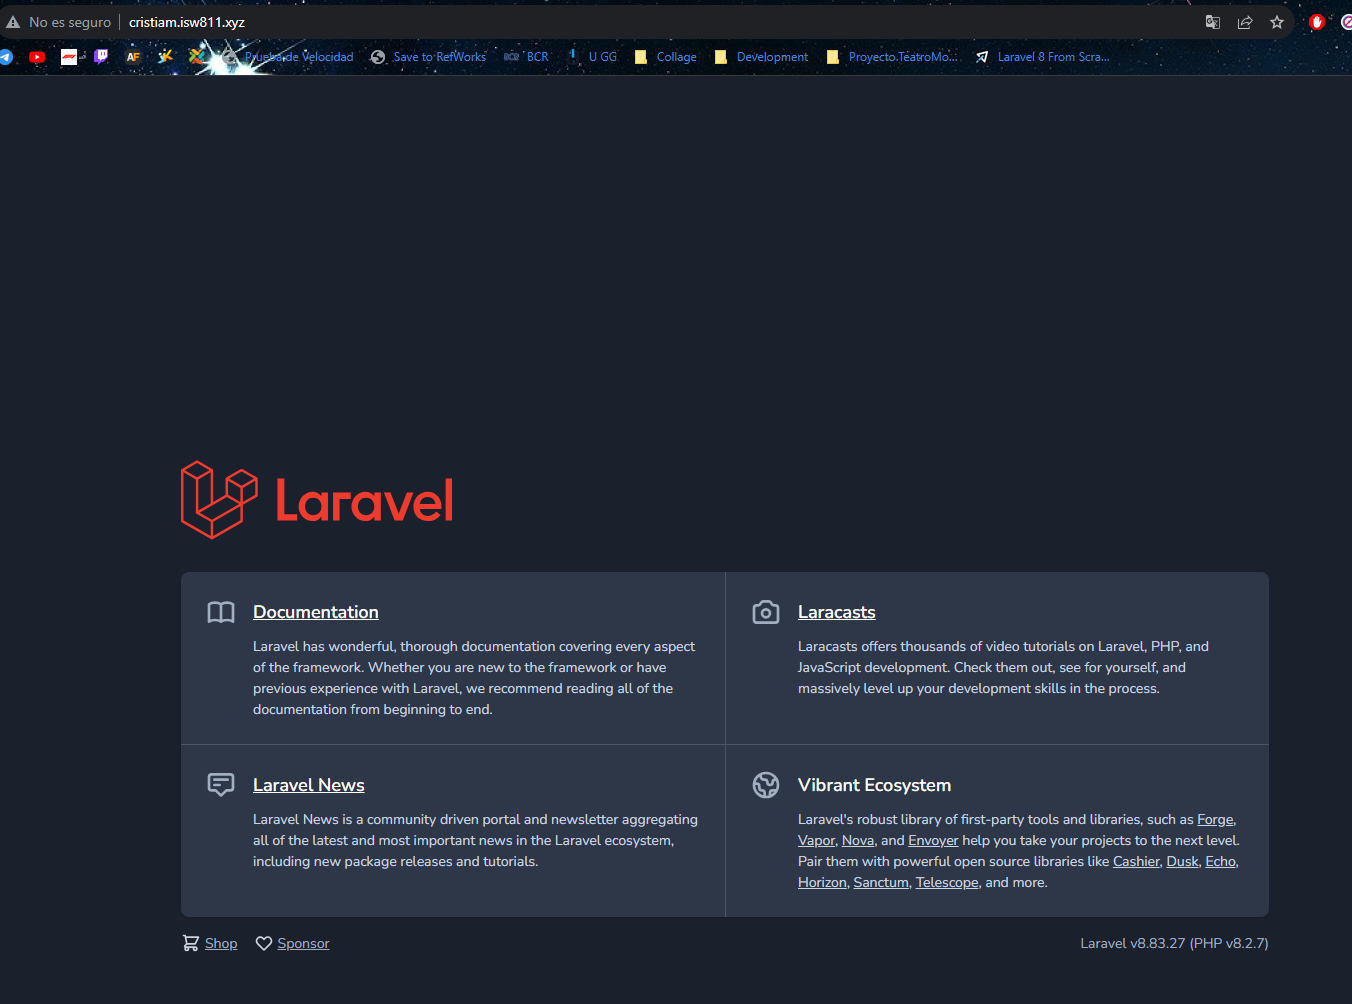 No es seguro | cristiam.isw811.xyz
AF Prueba de Velocidad Save to RefWorks BCR BCR U GG Collage Development Proyecto.TeatroMo... Laravel 8 From Scra...
Laravel
Documentation
Laravel has wonderful, thorough documentation covering every aspect
of the framework. Whether you are new to the framework or have
previous experience with Laravel, we recommend reading all of the
documentation from beginning to end.
Laracasts
Laracasts offers thousands of video tutorials on Laravel, PHP, and
JavaScript development. Check them out, see for yourself, and
massively level up your development skills in the process.
Laravel News
Laravel News is a community driven portal and newsletter aggregating
all of the latest and most important news in the Laravel ecosystem,
including new package releases and tutorials.
Vibrant Ecosystem
Laravel's robust library of first-party tools and libraries, such as Forge,
Vapor, Nova, and Envoyer help you take your projects to the next level.
Pair them with powerful open source libraries like Cashier, Dusk, Echo,
Horizon, Sanctum, Telescope, and more.
Shop Sponsor
Laravel v8.83.27 (PHP v8.2.7)